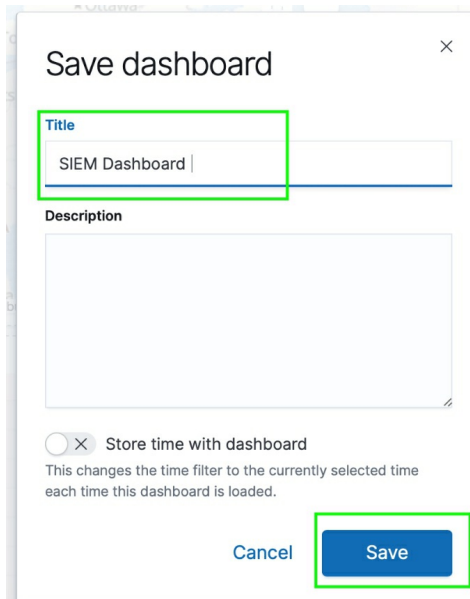 Ottawa
Save dashboard
Title
SIEM Dashboard
Description
Store time with dashboard
This changes the time filter to the currently selected time
each time this dashboard is loaded.
Cancel
Save